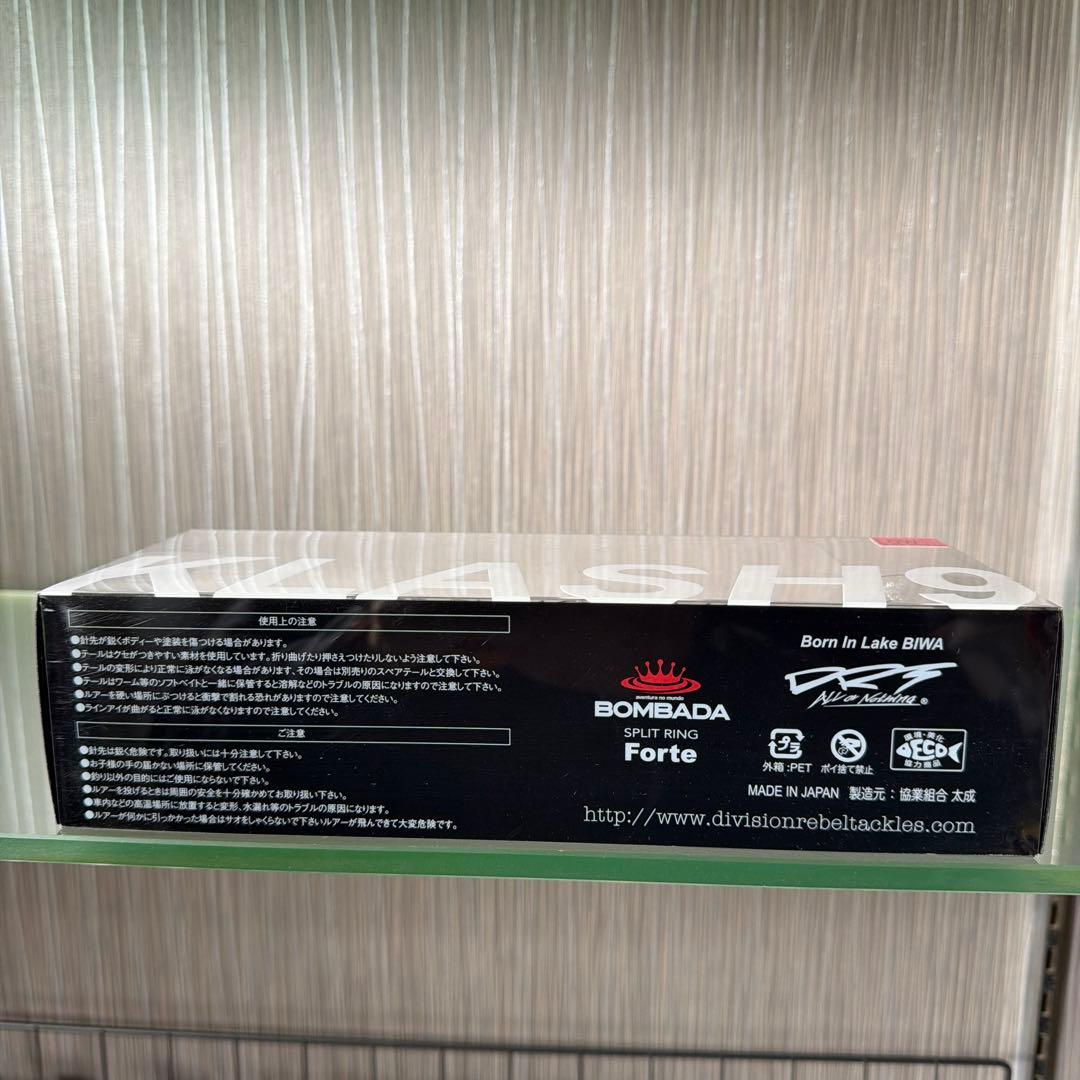 KLASH9
使用上の注意
●針先が鋭くボディーや塗装を傷つける場合があります。
●テールはクセがつきやすい素材を使用しています。折り曲げたり押さえつけたりしないよう注意して下さい。
●テールの変形により正常に泳がなくなる場合があります、その場合は別売りのスペアテールと交換して下さい。
●テールはワーム等のソフトベイトと一緒に保管すると溶解などのトラブルの原因になりますので注意して下さい。
●ルアーを硬い場所にぶつけると衝撃で割れる恐れがありますので注意してください。
●ラインアイが曲がると正常に泳がなくなりますので注意してください。
ご注意
●針先は鋭く危険です。取り扱いには十分注意して下さい。
●お子様の手の届かない場所に保管してください。
●釣り以外の目的にはご使用にならないで下さい。
●ルアーを投げるときは周囲の安全を十分確かめてお取り扱い下さい。
●車内などの高温場所に放置すると変形、水漏れ等のトラブルの原因になります。
●ルアーが何かに引っかかった場合はサオをしゃくらないで下さいルアーが飛んできて大変危険です。
aventura no mundo
BOMBADA
SPLIT RING
Forte
Born In Lake BIWA
DRT
All or Nothing ®
プラ
外箱:PET
ポイ捨て禁止
環境・美化
ECO
協力商品
MADE IN JAPAN 製造元:協業組合 太成
http://www.divisionrebeltackles.com